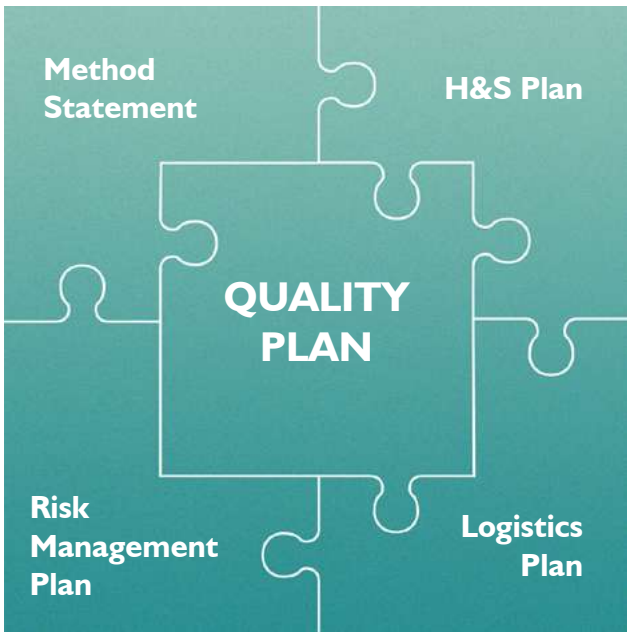 Method
Statement
H&S Plan
QUALITY
PLAN
Risk
Management
Plan
Logistics
Plan